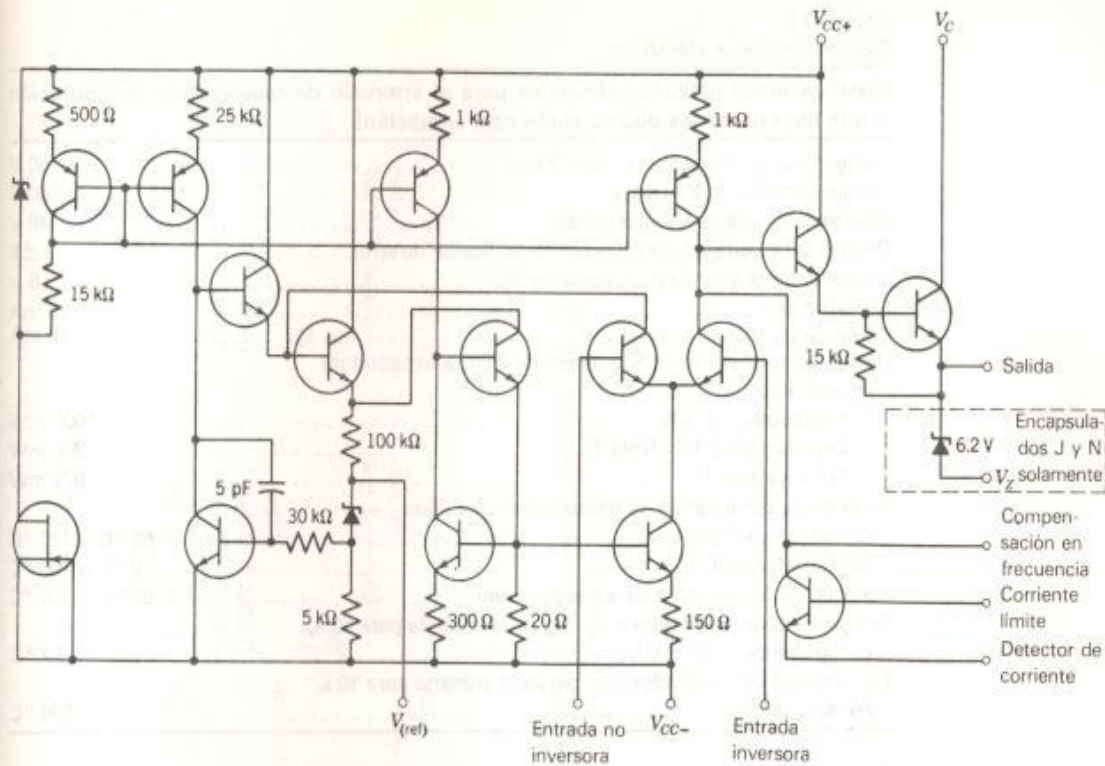 V_CC+
V_C
500 Ω
25 kΩ
1 kΩ
1 kΩ
15 kΩ
15 kΩ
Salida
100 kΩ
6.2 V
Encapsula-
dos J y N
solamente
V_Z
5 pF
30 kΩ
Compen-
sación en
frecuencia
Corriente
límite
Detector de
corriente
5 kΩ
300 Ω
20 Ω
150 Ω
V_(ref)
Entrada no
inversora
V_CC−
Entrada
inversora